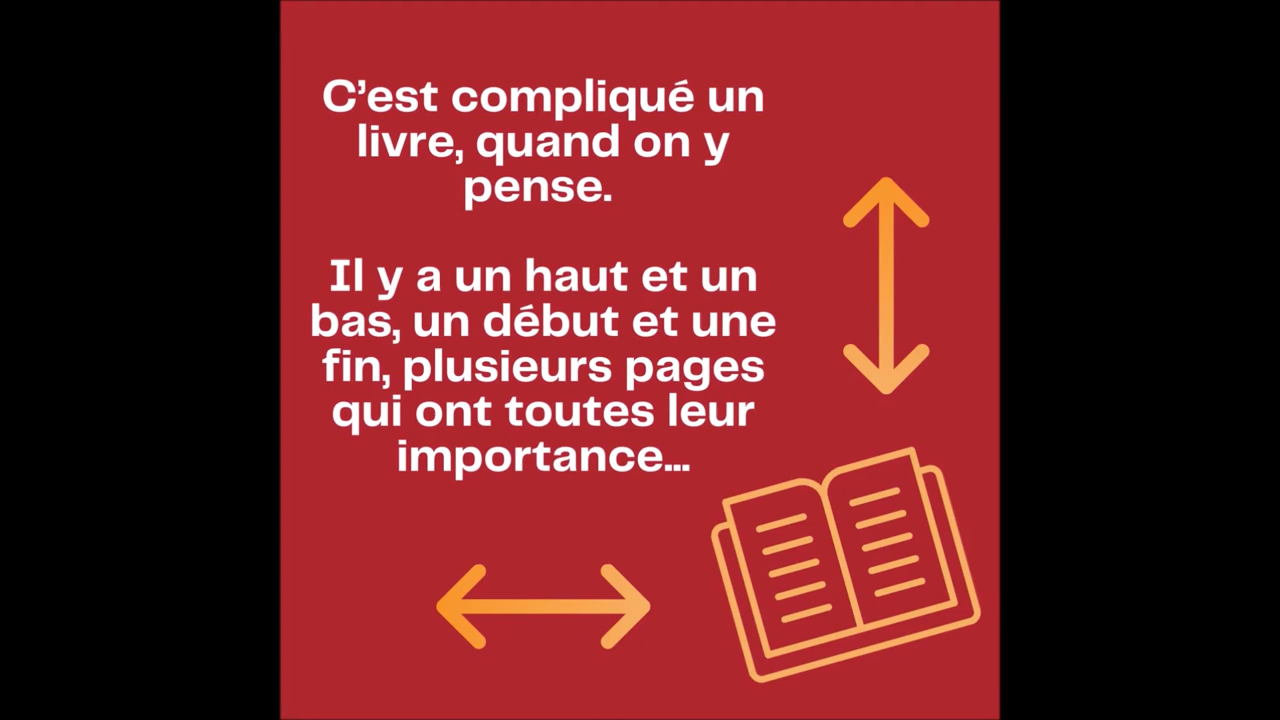 C’est compliqué un
livre, quand on y
pense.
Il y a un haut et un
bas, un début et une
fin, plusieurs pages
qui ont toutes leur
importance...